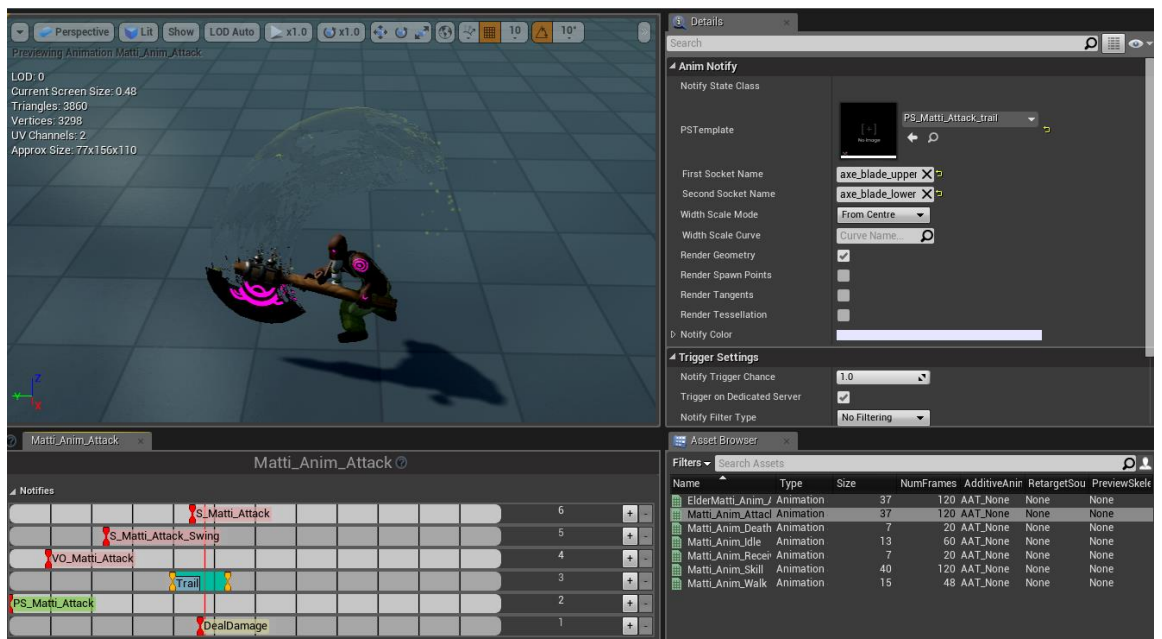 Perspective Lit Show LOD Auto x1.0 x1.0 10 10°
Previewing Animation Matti_Anim_Attack
LOD: 0
Current Screen Size: 0.48
Triangles: 3860
Vertices: 3298
UV Channels: 2
Approx Size: 77x156x110
Z
Y
X
Details
Search
Anim Notify
Notify State Class
PSTemplate
No Image
PS_Matti_Attack_trail
First Socket Name axe_blade_upper
Second Socket Name axe_blade_lower
Width Scale Mode From Centre
Width Scale Curve Curve Name...
Render Geometry
Render Spawn Points
Render Tangents
Render Tessellation
Notify Color
Trigger Settings
Notify Trigger Chance 1.0
Trigger on Dedicated Server
Notify Filter Type No Filtering
Matti_Anim_Attack
Matti_Anim_Attack
Notifies
S_Matti_Attack 6 + -
S_Matti_Attack_Swing 5 + -
VO_Matti_Attack 4 + -
Trail 3 + -
PS_Matti_Attack 2 + -
DealDamage 1 + -
Asset Browser
Filters Search Assets
Name Type Size NumFrames AdditiveAnin RetargetSou PreviewSkele
ElderMatti_Anim_A Animation 37 120 AAT_None None None
Matti_Anim_Attacl Animation 37 120 AAT_None None None
Matti_Anim_Death Animation 7 20 AAT_None None None
Matti_Anim_Idle Animation 13 60 AAT_None None None
Matti_Anim_Recei Animation 7 20 AAT_None None None
Matti_Anim_Skill Animation 40 120 AAT_None None None
Matti_Anim_Walk Animation 15 48 AAT_None None None